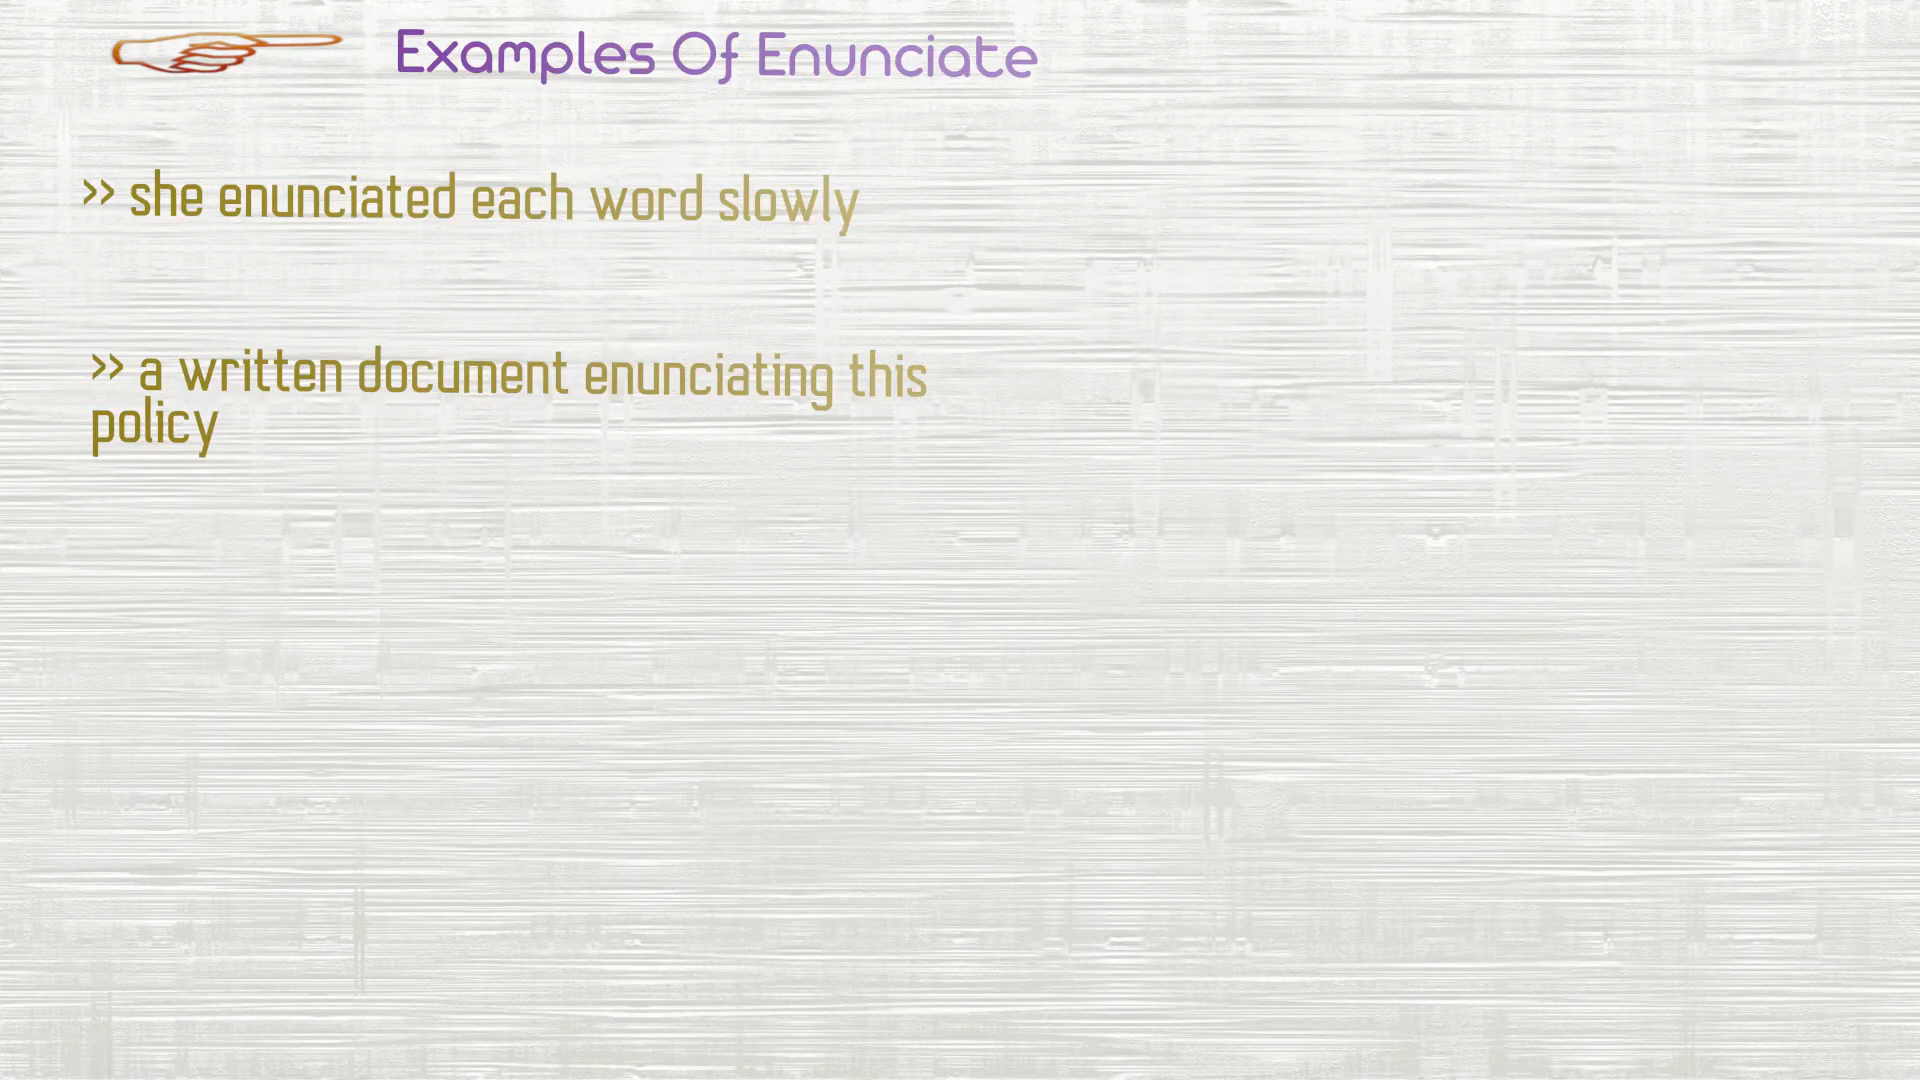 Examples Of Enunciate
>> she enunciated each word slowly
>> a written document enunciating this
policy